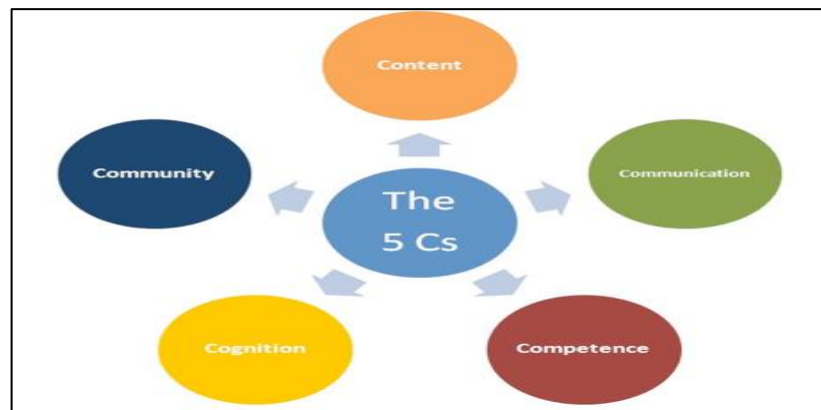 Content
Community
Communication
The
5 Cs
Cognition
Competence